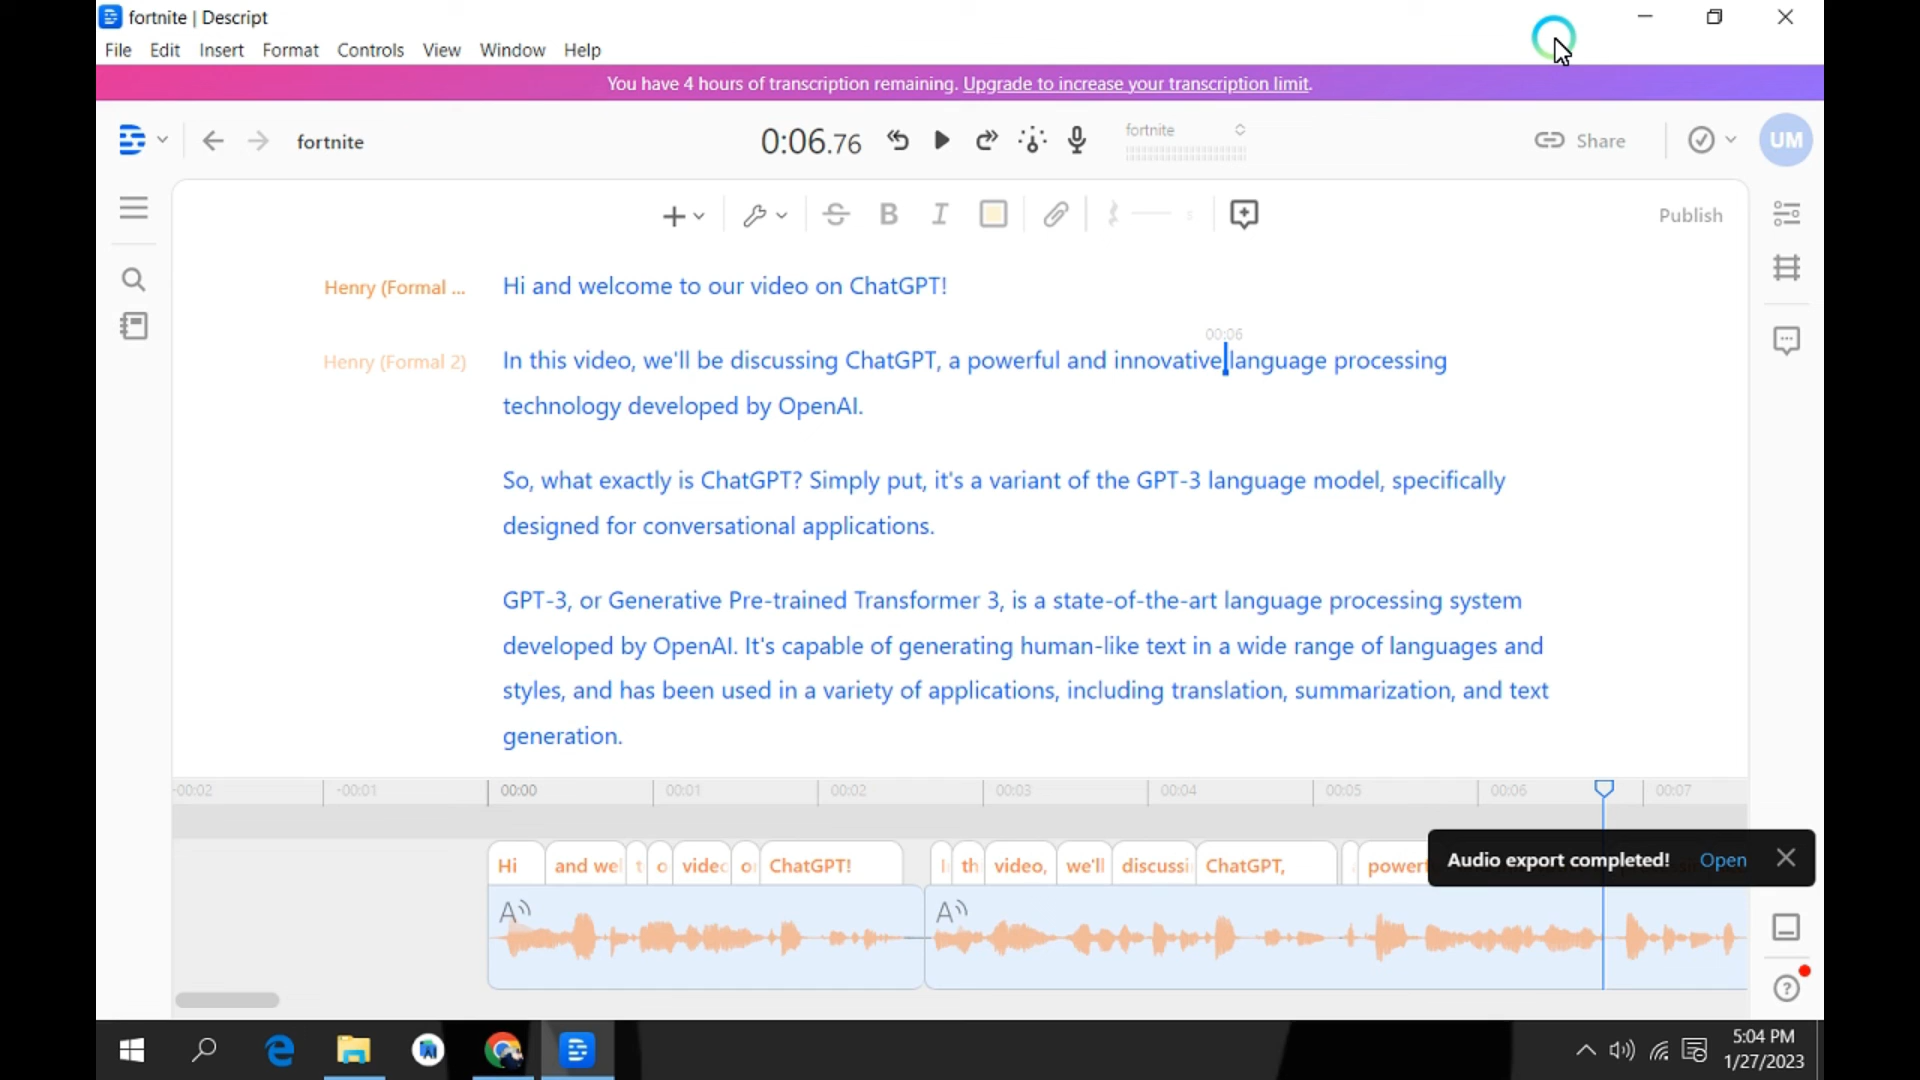 fortnite | Descript
File Edit Insert Format Controls View Window Help
You have 4 hours of transcription remaining. Upgrade to increase your transcription limit.
fortnite
0:06.76
fortnite
Share
UM
B I
s
Publish
Henry (Formal ...
Hi and welcome to our video on ChatGPT!
00:06
Henry (Formal 2)
In this video, we'll be discussing ChatGPT, a powerful and innovative language processing
technology developed by OpenAI.
So, what exactly is ChatGPT? Simply put, it's a variant of the GPT-3 language model, specifically
designed for conversational applications.
GPT-3, or Generative Pre-trained Transformer 3, is a state-of-the-art language processing system
developed by OpenAI. It's capable of generating human-like text in a wide range of languages and
styles, and has been used in a variety of applications, including translation, summarization, and text
generation.
-00:02 -00:01 00:00 00:01 00:02 00:03 00:04 00:05 00:06 00:07
Hi and wel t o video o ChatGPT! th video, we'll discussi ChatGPT, powerf
Audio export completed! Open
5:04 PM
1/27/2023